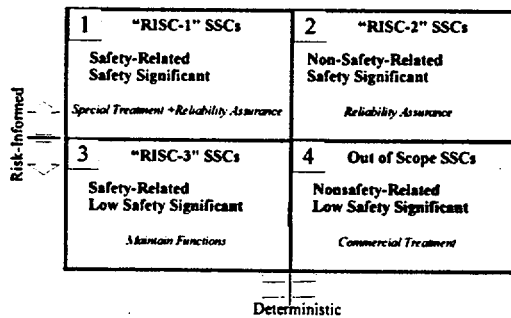 1 "RISC-1" SSCs
Safety-Related
Safety Significant
Special Treatment +Reliability Assurance
2 "RISC-2" SSCs
Non-Safety-Related
Safety Significant
Reliability Assurance
Risk-Informed
3 "RISC-3" SSCs
Safety-Related
Low Safety Significant
Maintain Functions
4 Out of Scope SSCs
Nonsafety-Related
Low Safety Significant
Commercial Treatment
Deterministic